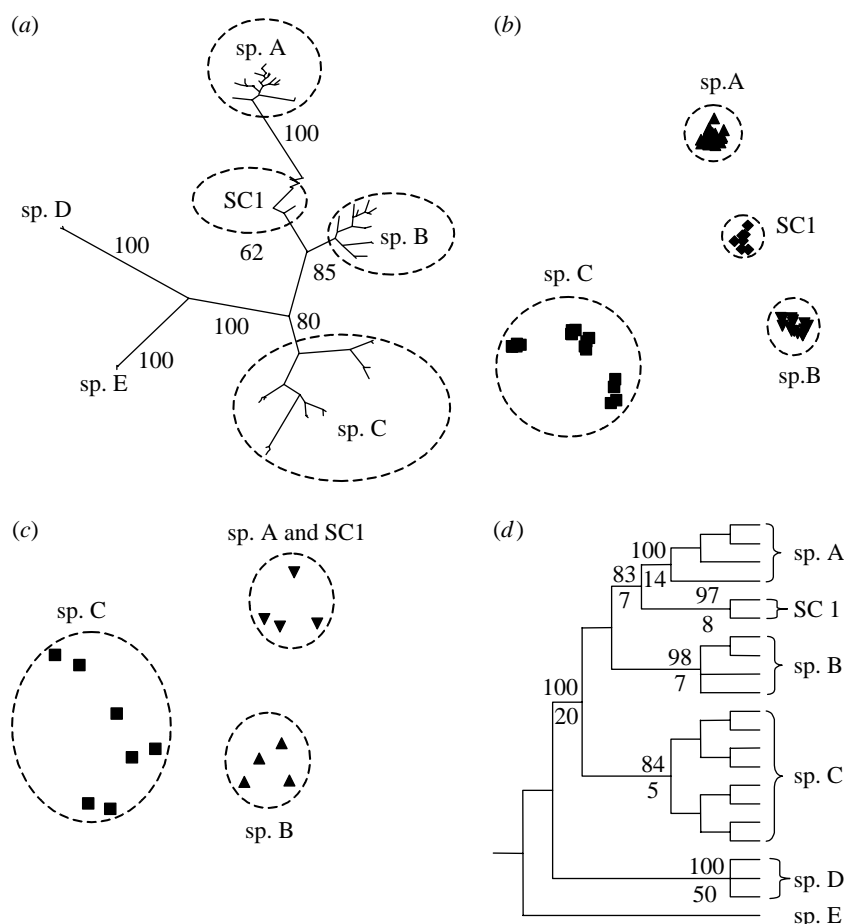 (a)
sp. A
100
SC1
sp. D
100
62
sp. B
85
100
80
100
sp. E
sp. C
(b)
sp.A
SC1
sp. C
sp.B
(c)
sp. A and SC1
sp. C
sp. B
(d)
100
sp. A
83
14
97
7
SC 1
8
98
sp. B
7
100
20
84
sp. C
5
100
sp. D
50
sp. E